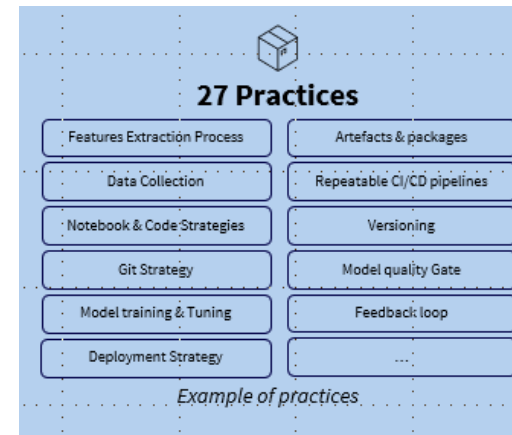 27 Practices
Features Extraction Process
Artefacts & packages
Data Collection
Repeatable CI/CD pipelines
Notebook & Code Strategies
Versioning
Git Strategy
Model quality Gate
Model training & Tuning
Feedback loop
Deployment Strategy
...
Example of practices